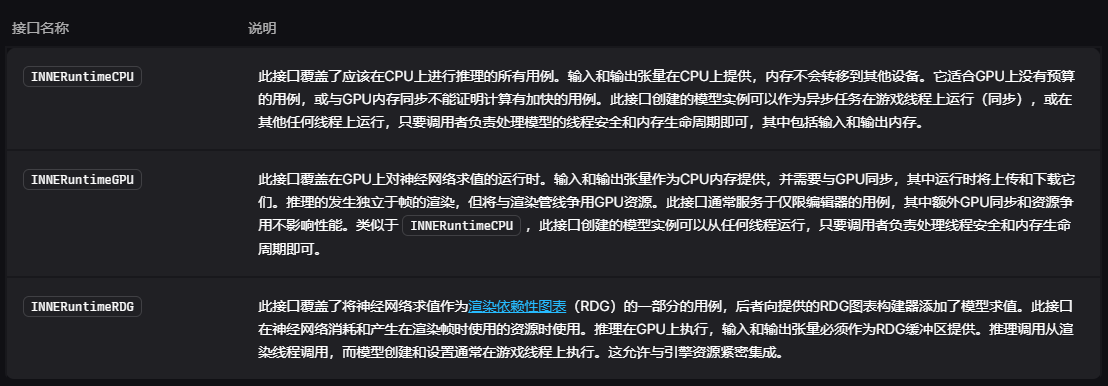 接口名称 说明
INNERuntimeCPU 此接口覆盖了应该在CPU上进行推理的所有用例。输入和输出张量在CPU上提供，内存不会转移到其他设备。它适合GPU上没有预算
的用例，或与GPU内存同步不能证明计算有加快的用例。此接口创建的模型实例可以作为异步任务在游戏线程上运行（同步），或在
其他任何线程上运行，只要调用者负责处理模型的线程安全和内存生命周期即可，其中包括输入和输出内存。
INNERuntimeGPU 此接口覆盖在GPU上对神经网络求值的运行时。输入和输出张量作为CPU内存提供，并需要与GPU同步，其中运行时将上传和下载它
们。推理的发生独立于帧的渲染，但将与渲染管线争用GPU资源。此接口通常服务于仅限编辑器的用例，其中额外GPU同步和资源争
用不影响性能。类似于 INNERuntimeCPU ，此接口创建的模型实例可以从任何线程运行，只要调用者负责处理线程安全和内存生命
周期即可。
INNERuntimeRDG 此接口覆盖了将神经网络求值作为渲染依赖性图表（RDG）的一部分的用例，后者向提供的RDG图表构建器添加了模型求值。此接口
在神经网络消耗和产生在渲染帧时使用的资源时使用。推理在GPU上执行，输入和输出张量必须作为RDG缓冲区提供。推理调用从渲
染线程调用，而模型创建和设置通常在游戏线程上执行。这允许与引擎资源紧密集成。